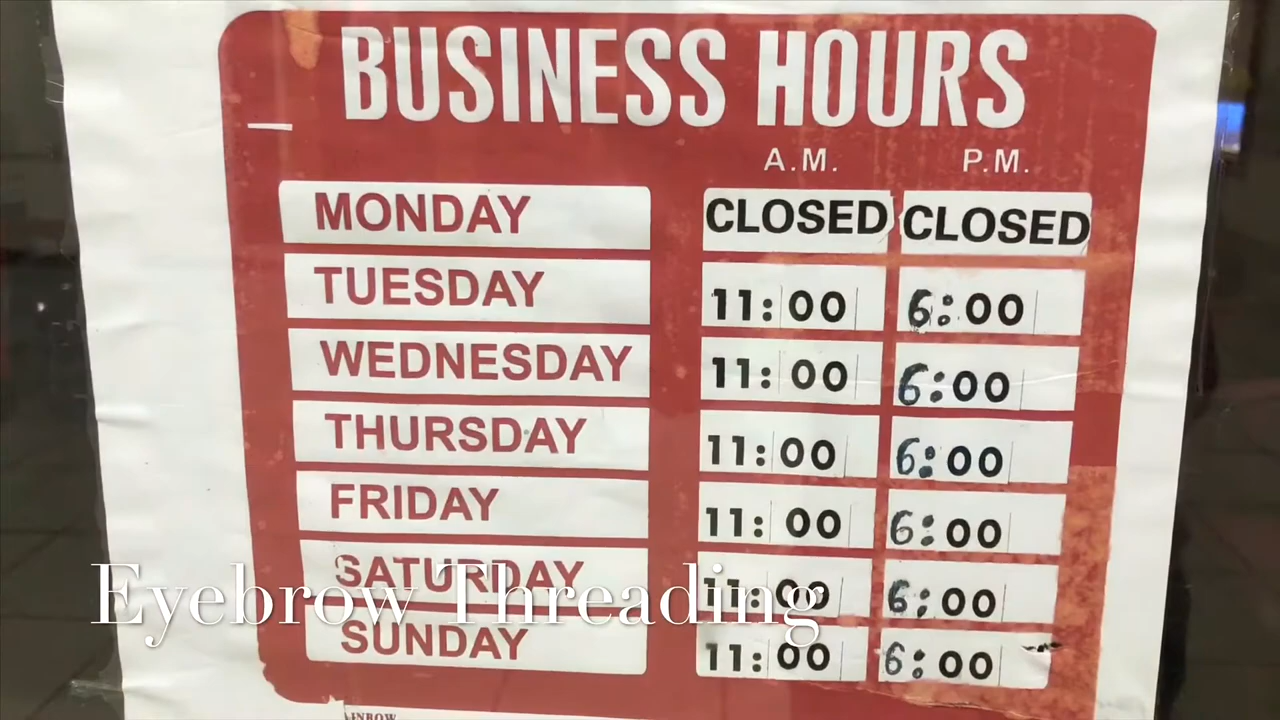 BUSINESS HOURS
A.M. P.M.
MONDAY CLOSED CLOSED
TUESDAY 11:00 6:00
WEDNESDAY 11:00 6:00
THURSDAY 11:00 6:00
FRIDAY 11:00 6:00
SATURDAY 11:00 6:00
Eyebrow Threading
SUNDAY 11:00 6:00